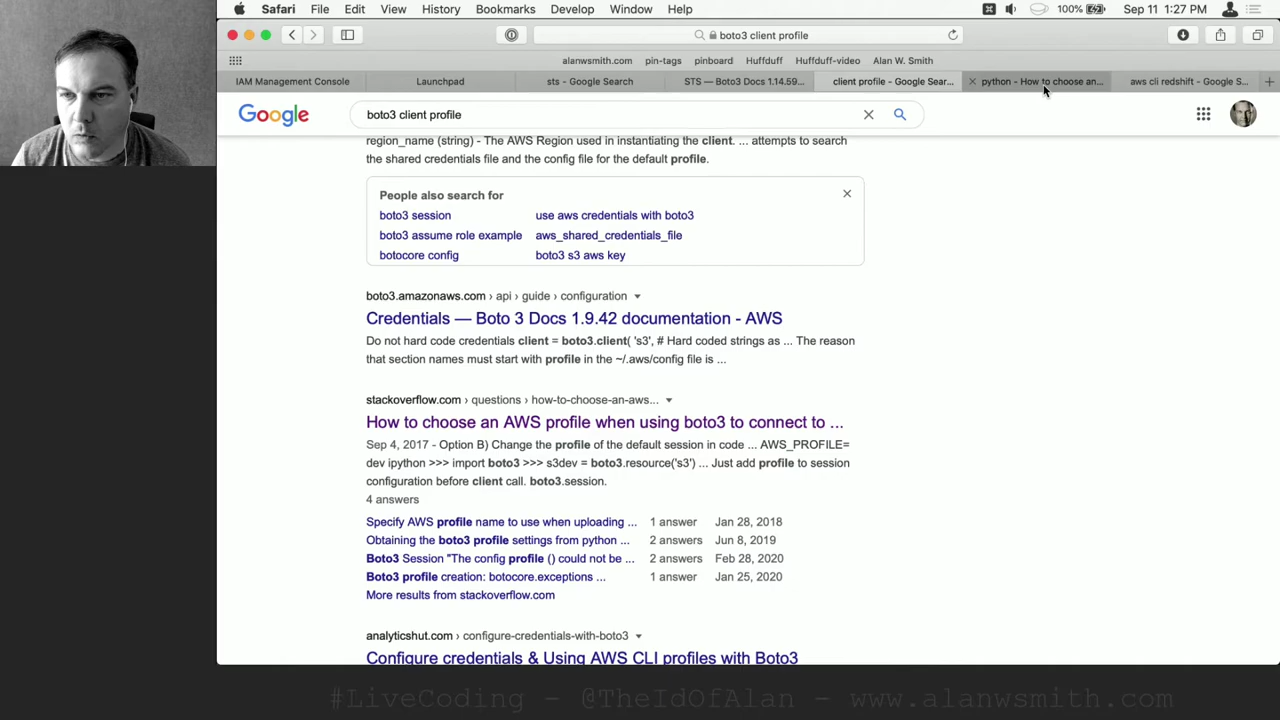 Safari File Edit View History Bookmarks Develop Window Help 100% Sep 11 1:27 PM
boto3 client profile
alanwsmith.com pin-tags pinboard Huffduff Huffduff-video Alan W. Smith
IAM Management Console Launchpad sts - Google Search STS — Boto3 Docs 1.14.59... client profile - Google Sear... python - How to choose an... aws cli redshift - Google S...
Google boto3 client profile
region_name (string) - The AWS Region used in instantiating the client. ... attempts to search
the shared credentials file and the config file for the default profile.
People also search for
boto3 session use aws credentials with boto3
boto3 assume role example aws_shared_credentials_file
botocore config boto3 s3 aws key
boto3.amazonaws.com › api › guide › configuration
Credentials — Boto 3 Docs 1.9.42 documentation - AWS
Do not hard code credentials client = boto3.client( 's3', # Hard coded strings as ... The reason
that section names must start with profile in the ~/.aws/config file is ...
stackoverflow.com › questions › how-to-choose-an-aws...
How to choose an AWS profile when using boto3 to connect to ...
Sep 4, 2017 - Option B) Change the profile of the default session in code ... AWS_PROFILE=
dev ipython >>> import boto3 >>> s3dev = boto3.resource('s3') ... Just add profile to session
configuration before client call. boto3.session.
4 answers
Specify AWS profile name to use when uploading ... 1 answer Jan 28, 2018
Obtaining the boto3 profile settings from python ... 2 answers Jun 8, 2019
Boto3 Session "The config profile () could not be ... 2 answers Feb 28, 2020
Boto3 profile creation: botocore.exceptions ... 1 answer Jan 25, 2020
More results from stackoverflow.com
analyticshut.com › configure-credentials-with-boto3
Configure credentials & Using AWS CLI profiles with Boto3
#LiveCoding - @TheIdOfAlan - www.alanwsmith.com